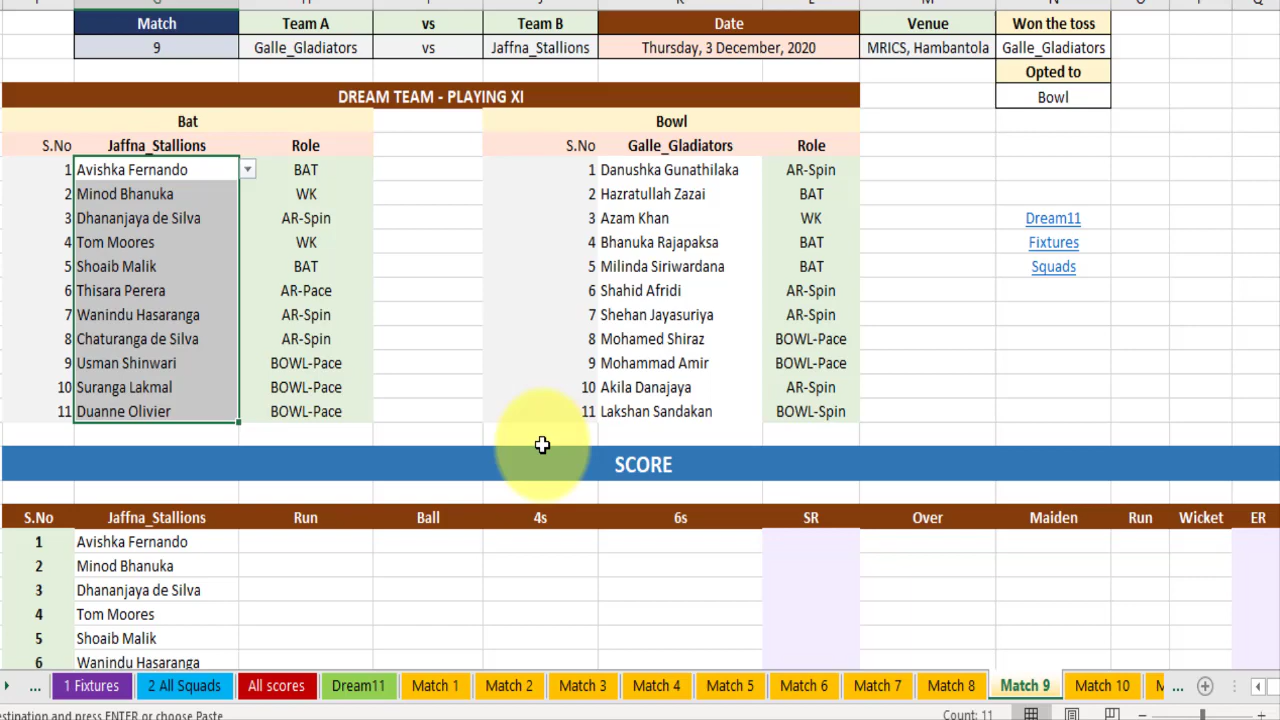 Match Team A vs Team B Date Venue Won the toss
9 Galle_Gladiators vs Jaffna_Stallions Thursday, 3 December, 2020 MRICS, Hambantola Galle_Gladiators
Opted to
DREAM TEAM - PLAYING XI Bowl
Bat Bowl
S.No Jaffna_Stallions Role S.No Galle_Gladiators Role
1 Avishka Fernando BAT 1 Danushka Gunathilaka AR-Spin
2 Minod Bhanuka WK 2 Hazratullah Zazai BAT
3 Dhananjaya de Silva AR-Spin 3 Azam Khan WK Dream11
4 Tom Moores WK 4 Bhanuka Rajapaksa BAT Fixtures
5 Shoaib Malik BAT 5 Milinda Siriwardana BAT Squads
6 Thisara Perera AR-Pace 6 Shahid Afridi AR-Spin
7 Wanindu Hasaranga AR-Spin 7 Shehan Jayasuriya AR-Spin
8 Chaturanga de Silva AR-Spin 8 Mohamed Shiraz BOWL-Pace
9 Usman Shinwari BOWL-Pace 9 Mohammad Amir BOWL-Pace
10 Suranga Lakmal BOWL-Pace 10 Akila Danajaya AR-Spin
11 Duanne Olivier BOWL-Pace 11 Lakshan Sandakan BOWL-Spin
SCORE
S.No Jaffna_Stallions Run Ball 4s 6s SR Over Maiden Run Wicket ER
1 Avishka Fernando
2 Minod Bhanuka
3 Dhananjaya de Silva
4 Tom Moores
5 Shoaib Malik
6 Wanindu Hasaranga
... 1 Fixtures 2 All Squads All scores Dream11 Match 1 Match 2 Match 3 Match 4 Match 5 Match 6 Match 7 Match 8 Match 9 Match 10 M ...
estination and press ENTER or choose Paste Count: 11